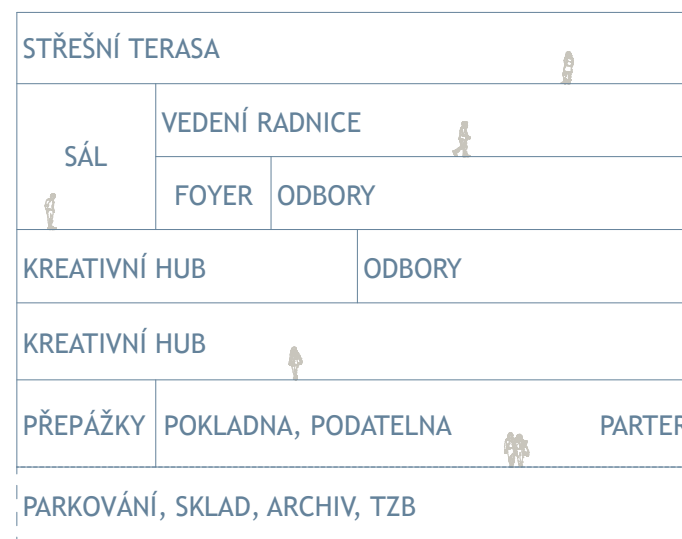 STŘEŠNÍ TERASA
VEDENÍ RADNICE
SÁL
FOYER ODBORY
KREATIVNÍ HUB ODBORY
KREATIVNÍ HUB
PŘEPÁŽKY POKLADNA, PODATELNA PARTER
PARKOVÁNÍ, SKLAD, ARCHIV, TZB